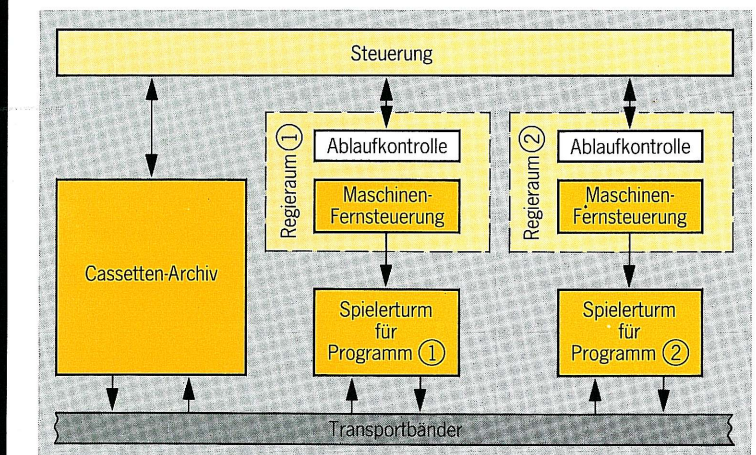 Steuerung
Regieraum ①
Ablaufkontrolle
Maschinen-
Fernsteuerung
Regieraum ②
Ablaufkontrolle
Maschinen-
Fernsteuerung
Cassetten-Archiv
Spielerturm
für
Programm ①
Spielerturm
für
Programm ②
Transportbänder